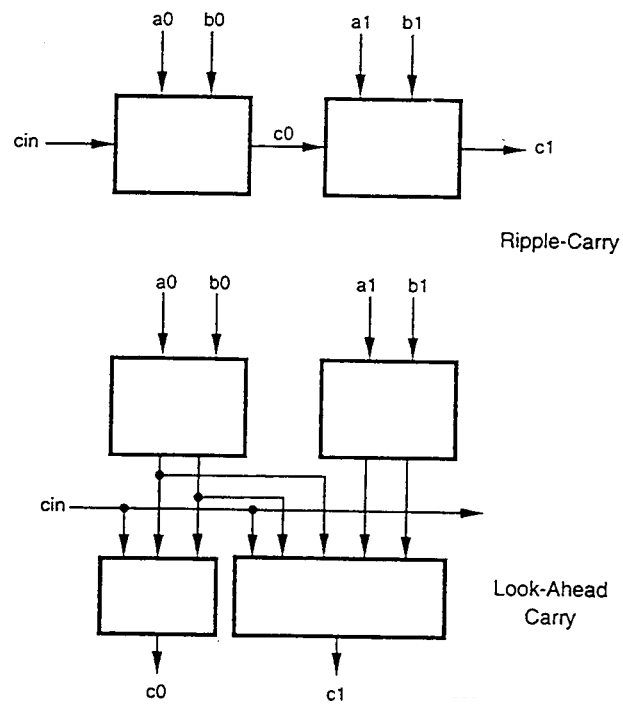 a0 b0 a1 b1
cin c0 c1
Ripple-Carry
a0 b0 a1 b1
cin
Look-Ahead
Carry
c0 c1